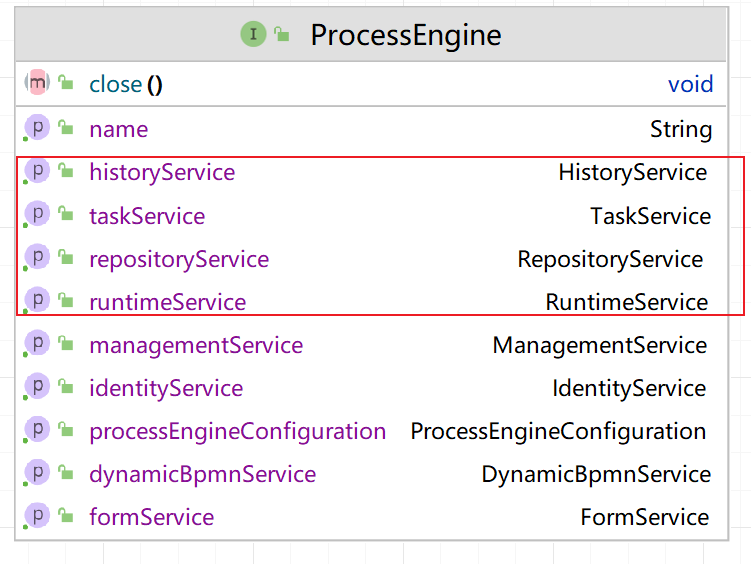 I ProcessEngine
m close() void
p name String
p historyService HistoryService
p taskService TaskService
p repositoryService RepositoryService
p runtimeService RuntimeService
p managementService ManagementService
p identityService IdentityService
p processEngineConfiguration ProcessEngineConfiguration
p dynamicBpmnService DynamicBpmnService
p formService FormService